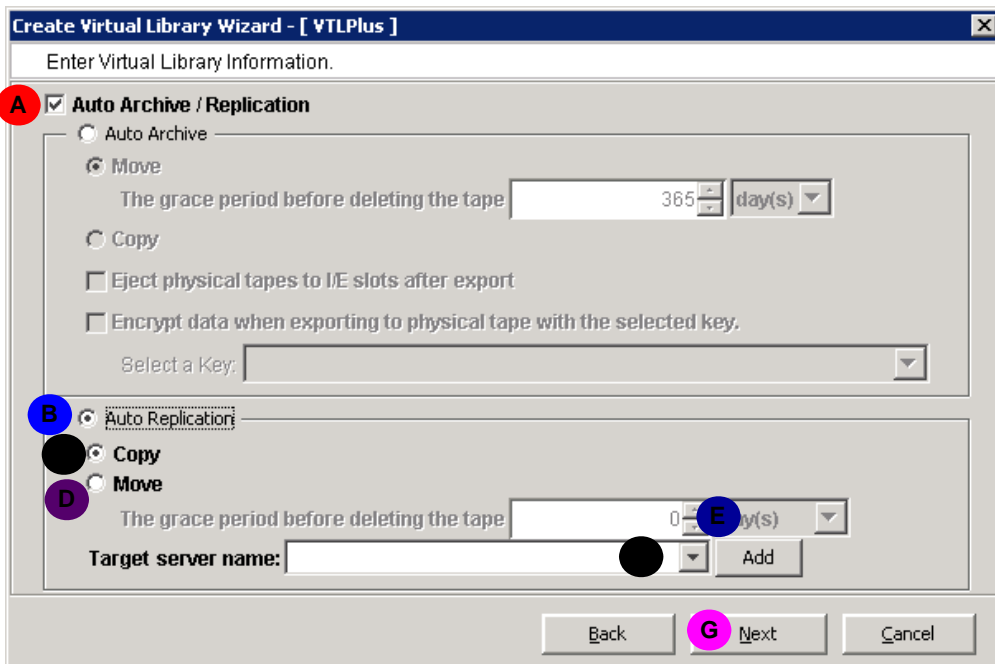 Create Virtual Library Wizard - [ VTLPlus ]
Enter Virtual Library Information.
A Auto Archive / Replication
Auto Archive
Move
The grace period before deleting the tape 365 day(s)
Copy
Eject physical tapes to I/E slots after export
Encrypt data when exporting to physical tape with the selected key.
Select a Key:
B Auto Replication
Copy
D Move
The grace period before deleting the tape 0 E y(s)
Target server name: Add
Back G Next Cancel